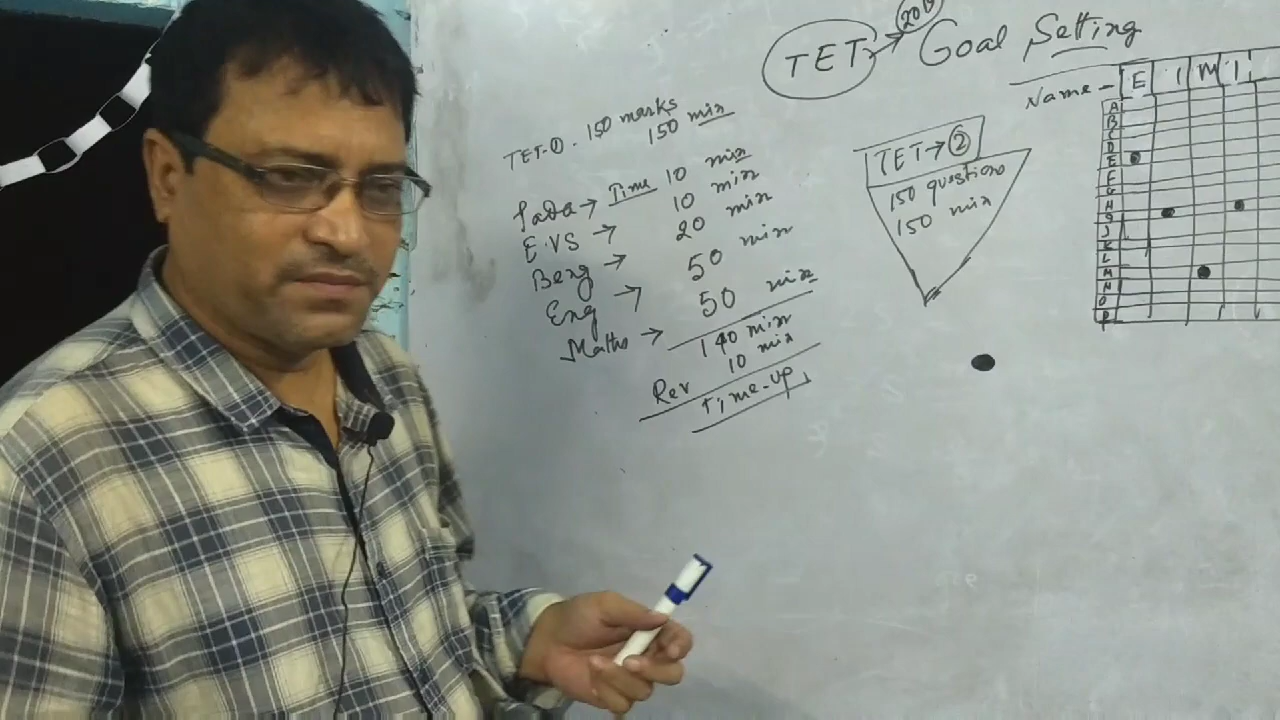 TET → 2019 Goal Setting
TET-① . 150 marks
150 min
Time 10 min
E.VS → 10 min
Beng → 20 min
Eng → 50 min
Maths → 50 min
140 min
Rev 10 min
Time-up
TET→②
150 question
150 min
Name - E I M T I
A
B
C
D
E
F
G
H
I
J
K
L
M
N
O
P